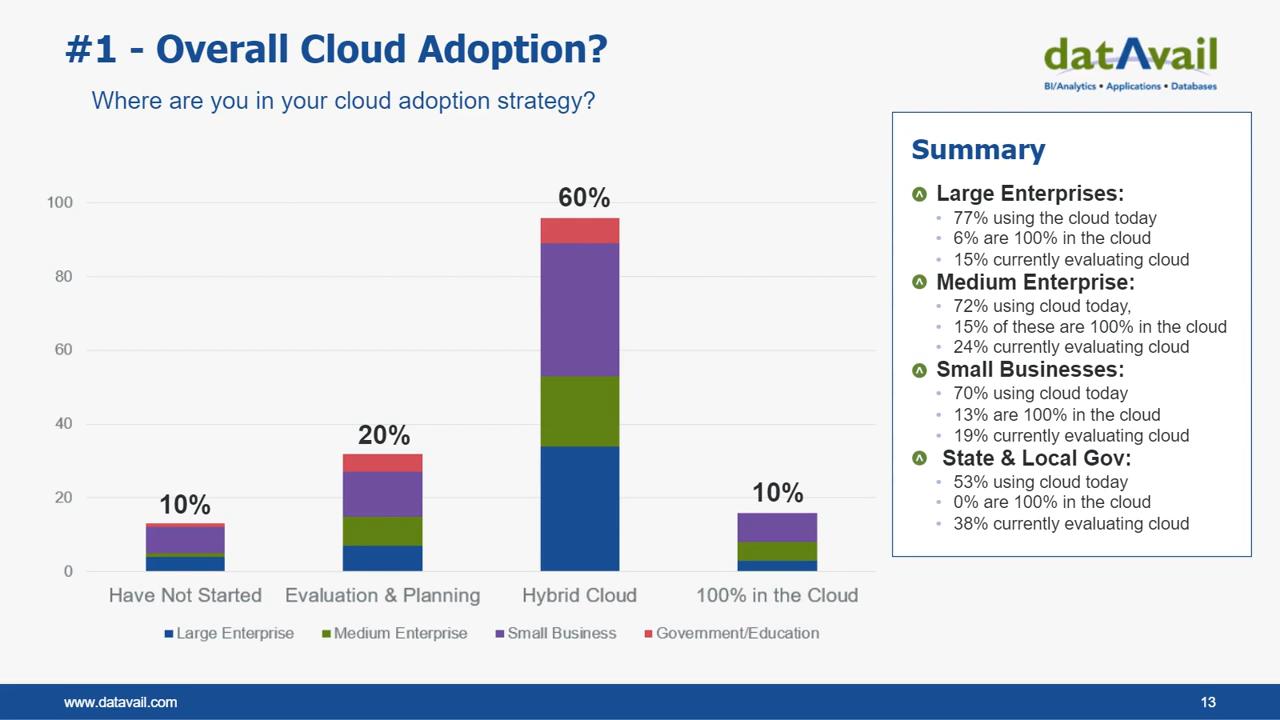 #1 - Overall Cloud Adoption?
Where are you in your cloud adoption strategy?
datAvail
BI/Analytics • Applications • Databases
100
80
60
40
20
0
10%
20%
60%
10%
Have Not Started
Evaluation & Planning
Hybrid Cloud
100% in the Cloud
Large Enterprise
Medium Enterprise
Small Business
Government/Education
Summary
Large Enterprises:
• 77% using the cloud today
• 6% are 100% in the cloud
• 15% currently evaluating cloud
Medium Enterprise:
• 72% using cloud today,
• 15% of these are 100% in the cloud
• 24% currently evaluating cloud
Small Businesses:
• 70% using cloud today
• 13% are 100% in the cloud
• 19% currently evaluating cloud
State & Local Gov:
• 53% using cloud today
• 0% are 100% in the cloud
• 38% currently evaluating cloud
www.datavail.com
13